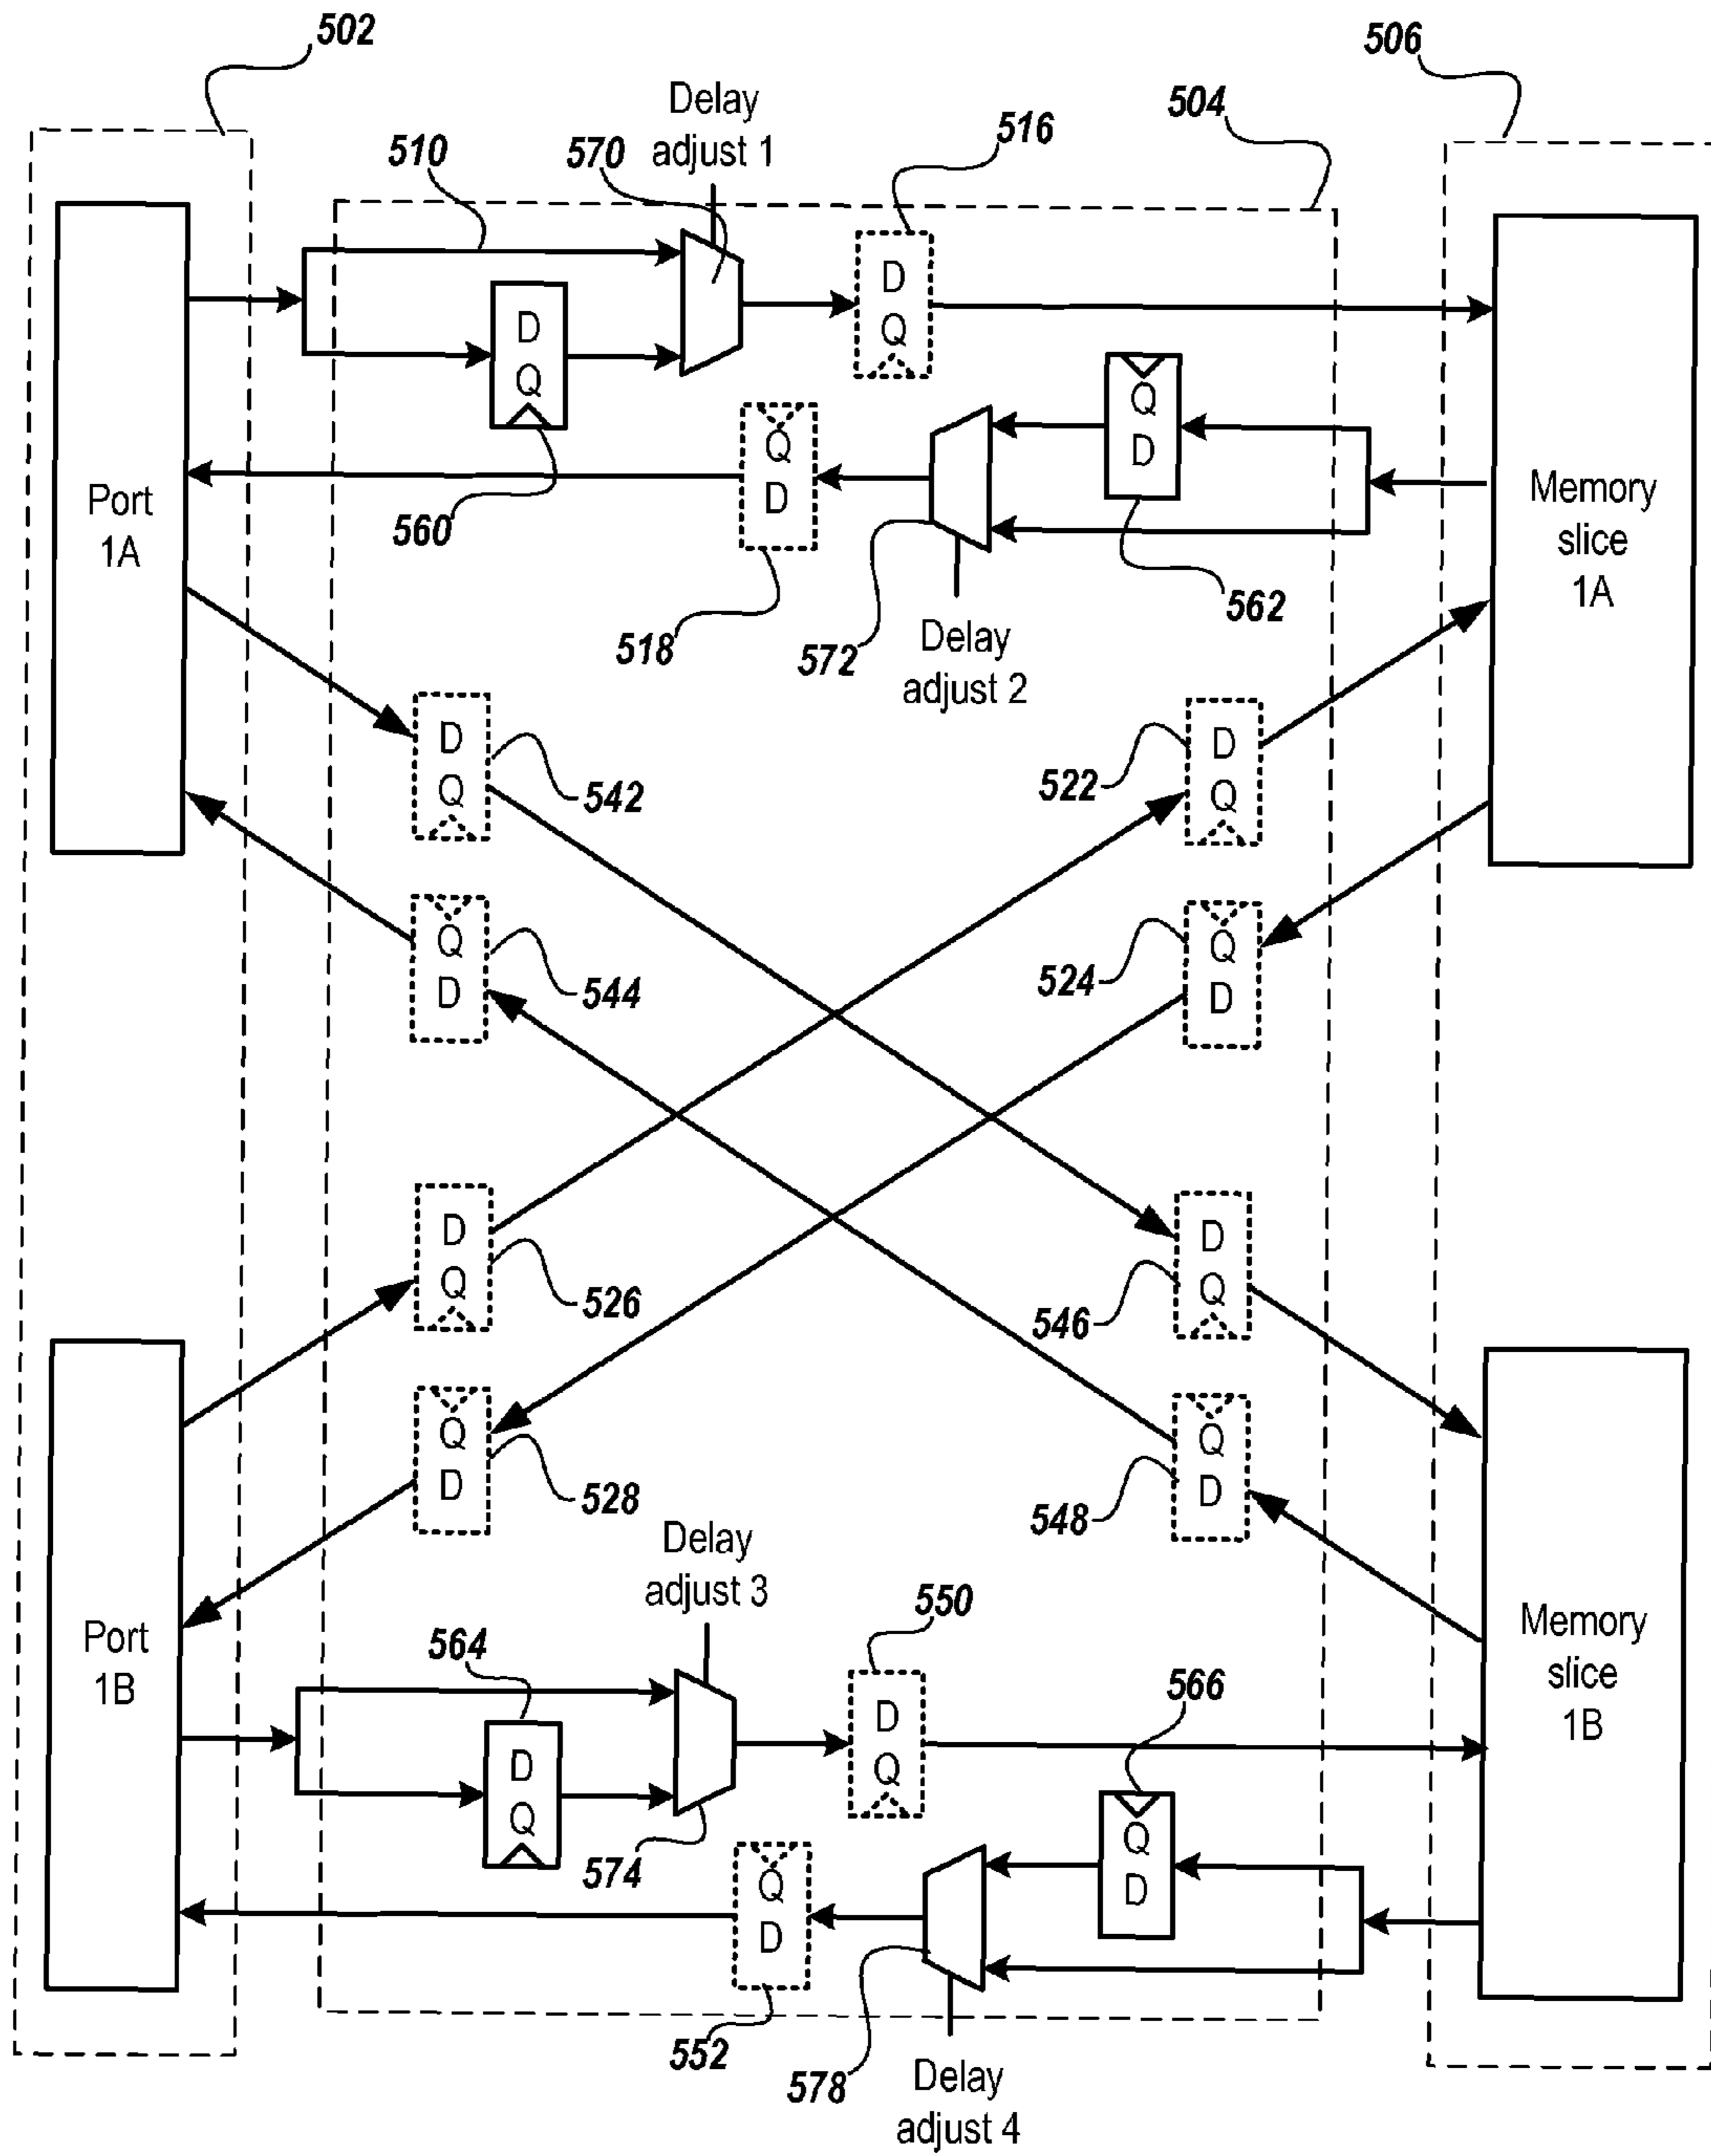 502
506
Delay
adjust 1
504
510
570
516
D
Q
D
Q
Q
D
Q
D
Port
1A
Memory
slice
1A
560
562
518
572
Delay
adjust 2
D
Q
542
522
D
Q
Q
D
544
524
Q
D
D
Q
526
546
D
Q
Q
D
528
548
Q
D
Delay
adjust 3
550
564
566
Port
1B
Memory
slice
1B
D
Q
D
Q
574
Q
D
Q
D
552
578
Delay
adjust 4